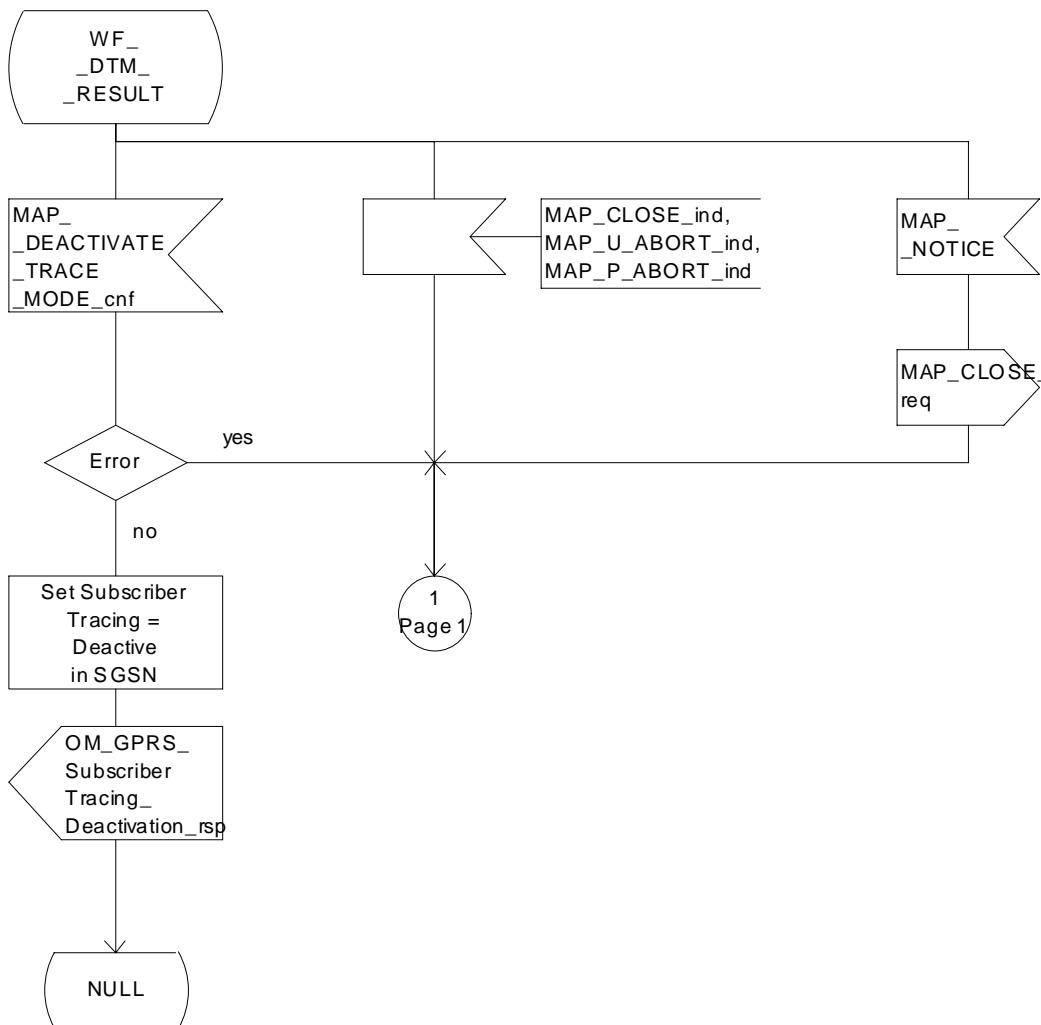 WF_
_DTM_
_RESULT
MAP_
_DEACTIVATE
_TRACE
_MODE_cnf
MAP_CLOSE_ind,
MAP_U_ABORT_ind,
MAP_P_ABORT_ind
MAP_
_NOTICE
MAP_CLOSE_
req
Error
yes
no
Set Subscriber
Tracing =
Deactive
in SGSN
1
Page 1
OM_GPRS_
Subscriber
Tracing_
Deactivation_rsp
NULL